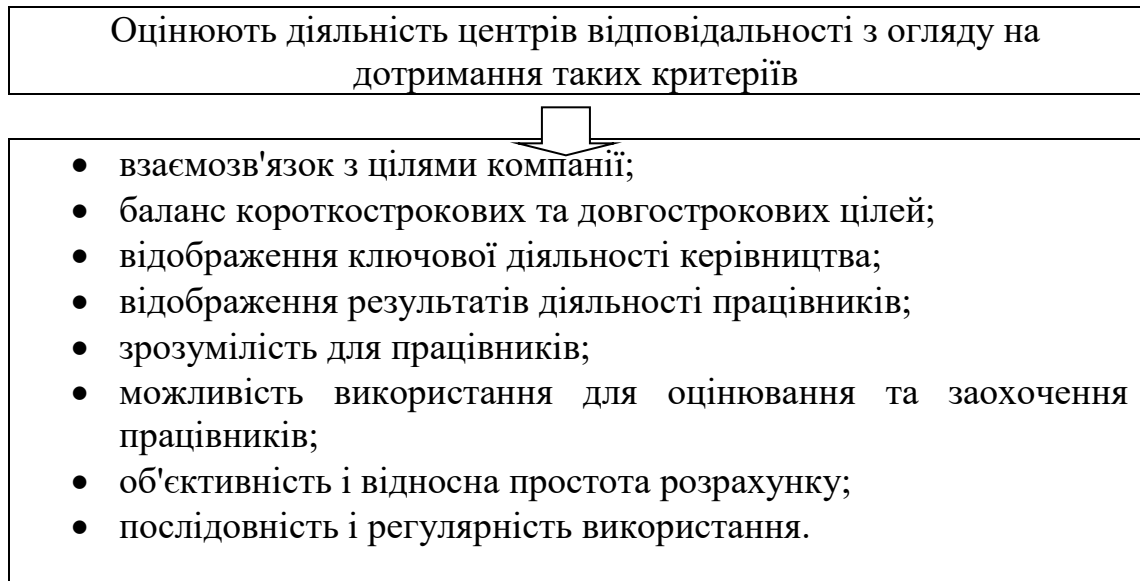 Оцінюють діяльність центрів відповідальності з огляду на
дотримання таких критеріїв
• взаємозв'язок з цілями компанії;
• баланс короткострокових та довгострокових цілей;
• відображення ключової діяльності керівництва;
• відображення результатів діяльності працівників;
• зрозумілість для працівників;
• можливість використання для оцінювання та заохочення
працівників;
• об'єктивність і відносна простота розрахунку;
• послідовність і регулярність використання.